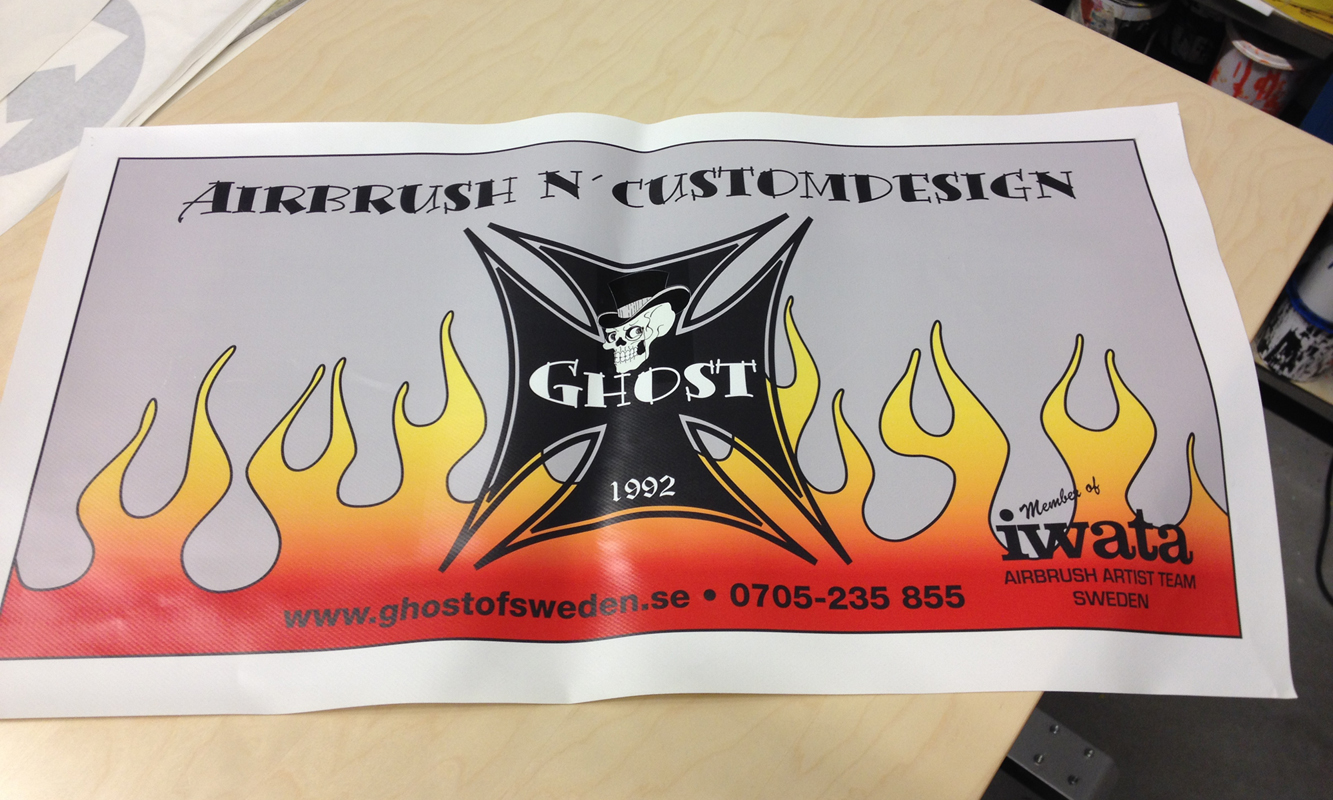 AIRBRUSH N´CUSTOMDESIGN
GHOST
1992
Member of
iwata
AIRBRUSH ARTIST TEAM
SWEDEN
www.ghostofsweden.se • 0705-235 855